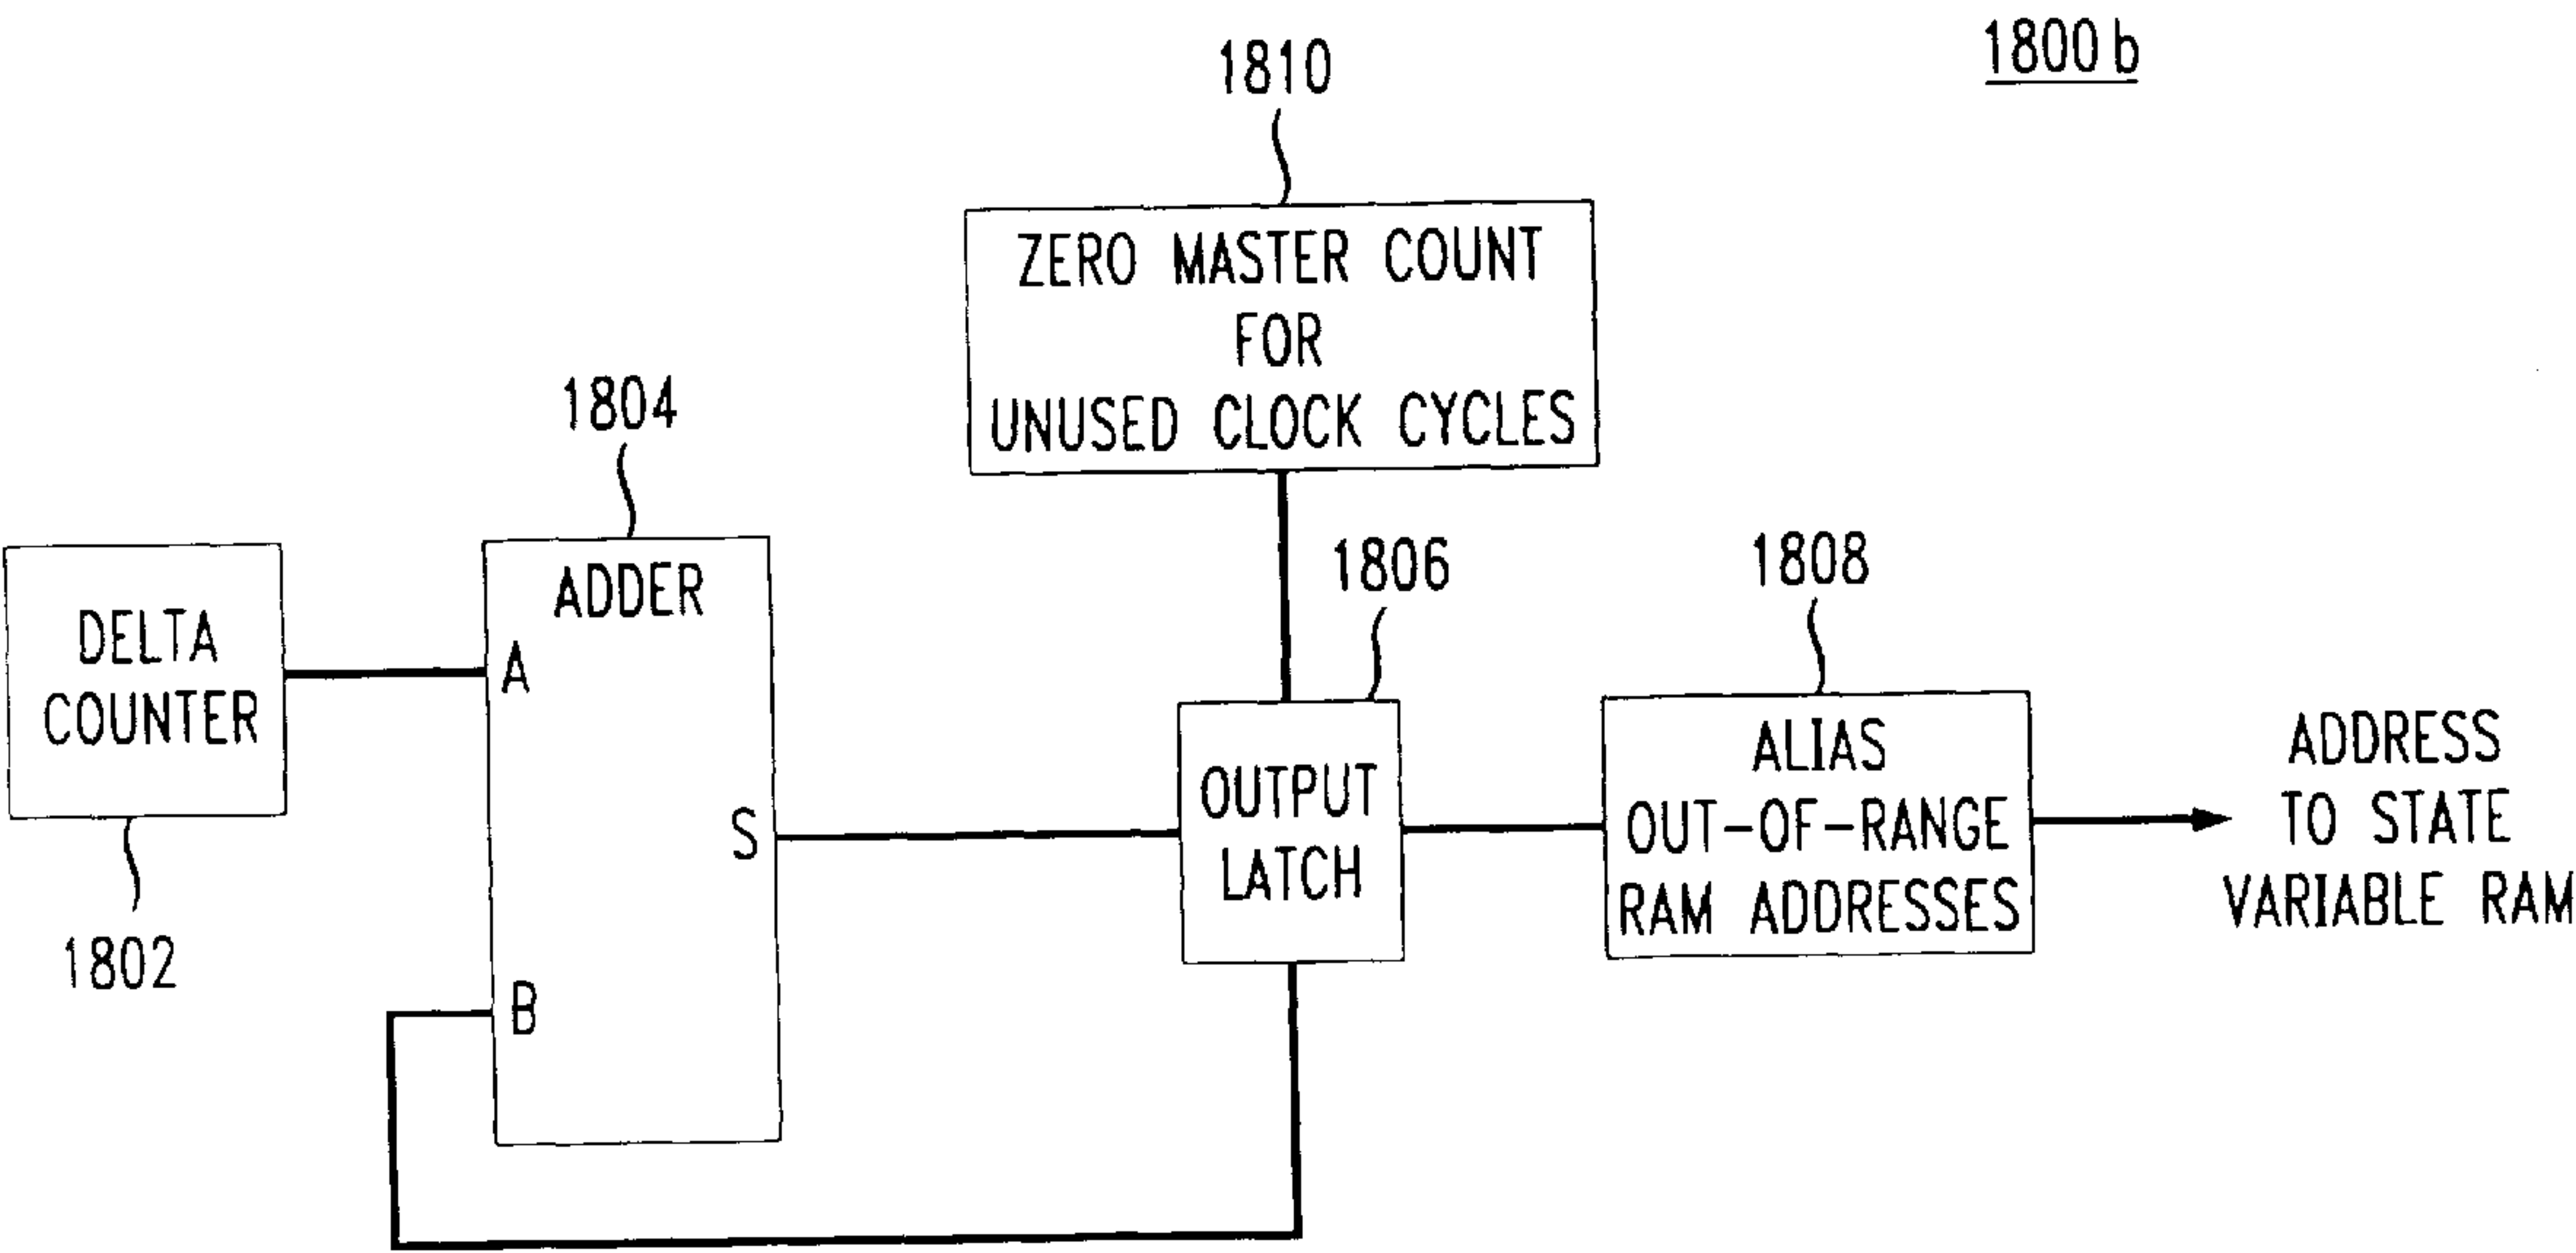 1800 b
1810
ZERO MASTER COUNT
FOR
UNUSED CLOCK CYCLES
1804
ADDER
A
B
S
DELTA
COUNTER
1802
1806
OUTPUT
LATCH
1808
ALIAS
OUT-OF-RANGE
RAM ADDRESSES
ADDRESS
TO STATE
VARIABLE RAM